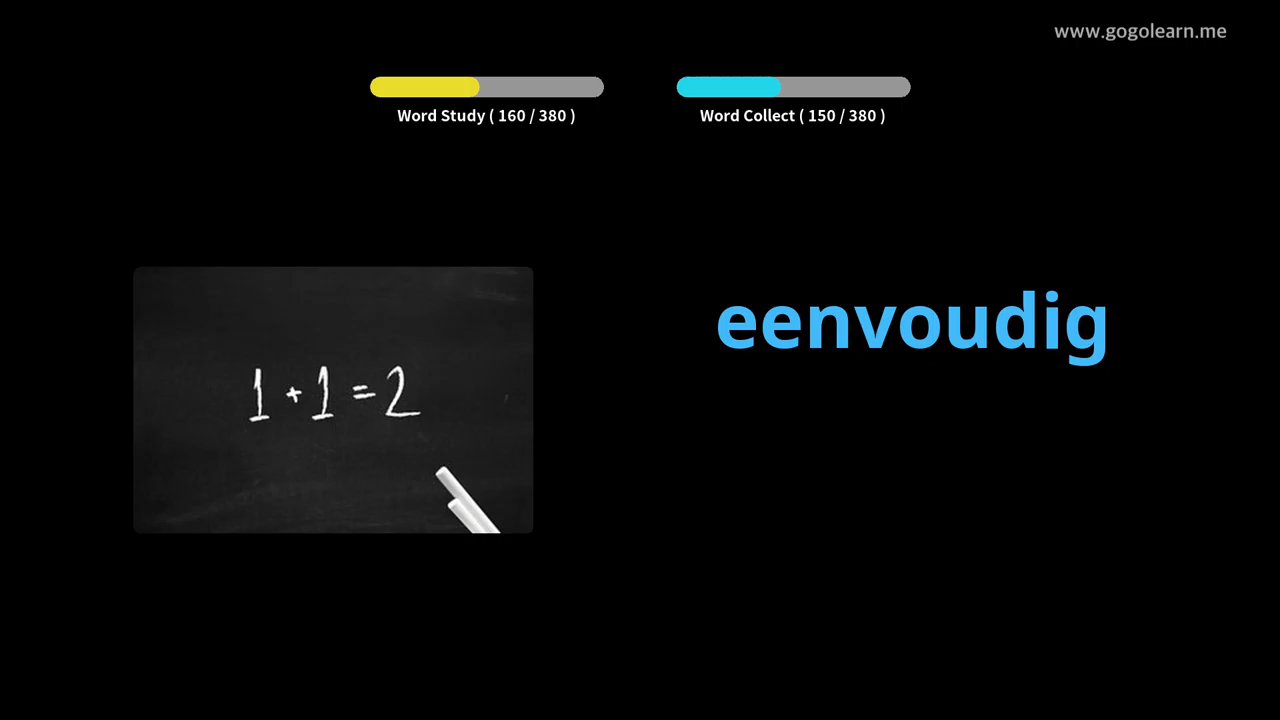 www.gogolearn.me
Word Study ( 160 / 380 )
Word Collect ( 150 / 380 )
eenvoudig
1 + 1 = 2